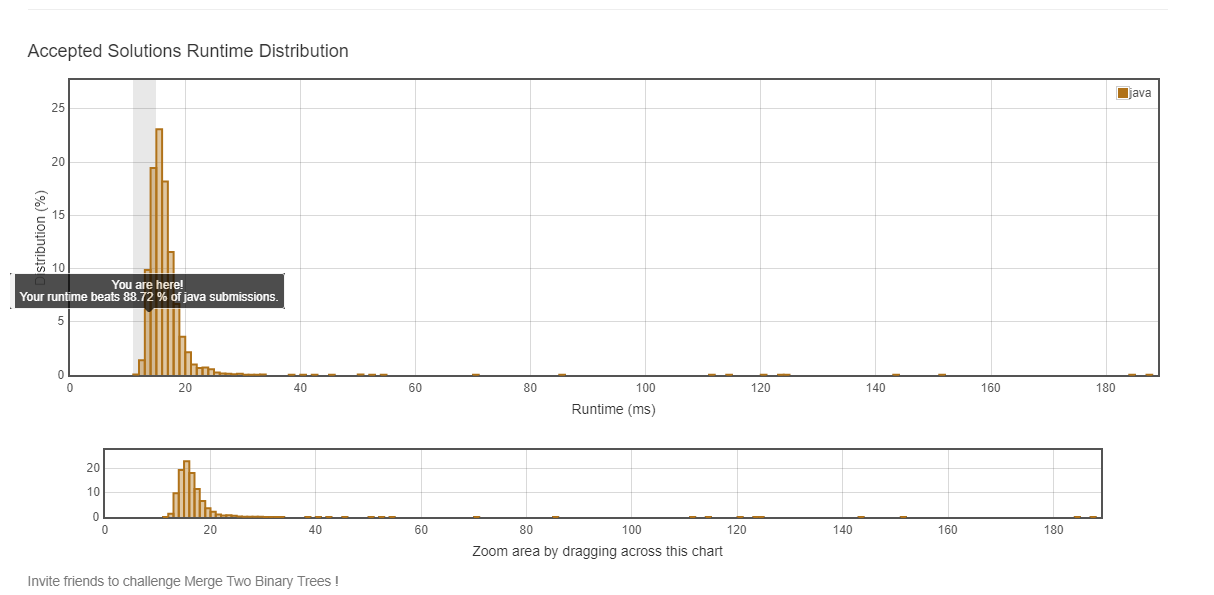 Accepted Solutions Runtime Distribution
java
25
20
15
10
5
0
Distribution (%)
You are here!
Your runtime beats 88.72 % of java submissions.
0 20 40 60 80 100 120 140 160 180
Runtime (ms)
20
10
0
0 20 40 60 80 100 120 140 160 180
Zoom area by dragging across this chart
Invite friends to challenge Merge Two Binary Trees !